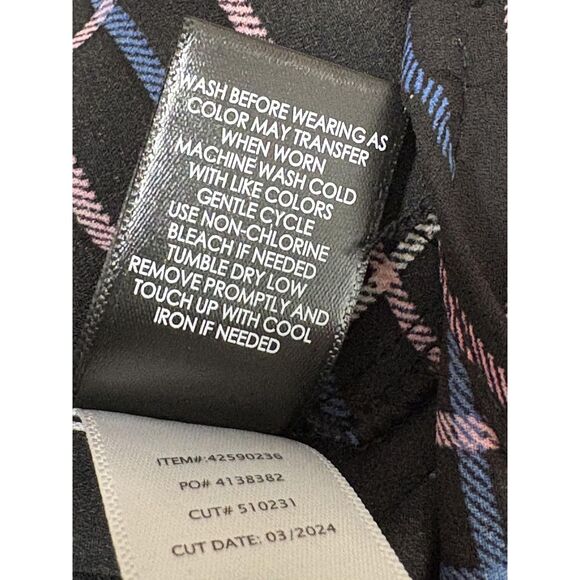 WASH BEFORE WEARING AS
COLOR MAY TRANSFER
WHEN WORN
MACHINE WASH COLD
WITH LIKE COLORS
GENTLE CYCLE
USE NON-CHLORINE
BLEACH IF NEEDED
TUMBLE DRY LOW
REMOVE PROMPTLY AND
TOUCH UP WITH COOL
IRON IF NEEDED
ITEM#:42590236
PO# 4138382
CUT# 510231
CUT DATE: 03/2024